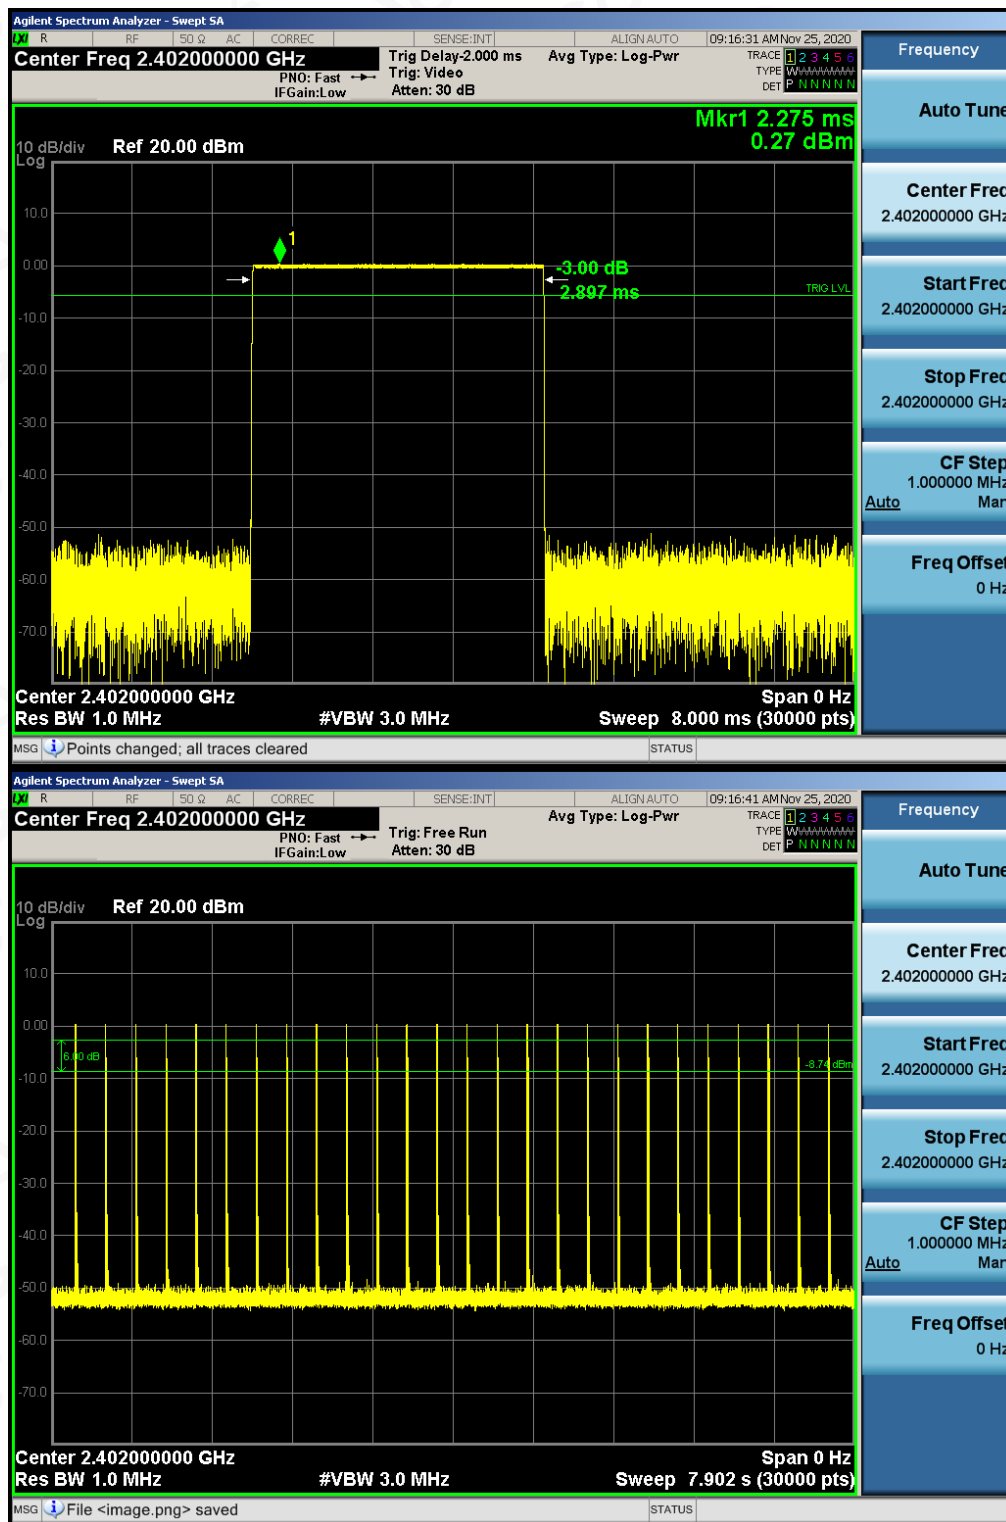 Agilent Spectrum Analyzer - Swept SA
LXI R RF 50 Ω AC CORREC SENSE:INT ALIGN AUTO 09:16:31 AM Nov 25, 2020
Center Freq 2.402000000 GHz
PNO: Fast
IFGain:Low
Trig Delay-2.000 ms
Trig: Video
Atten: 30 dB
Avg Type: Log-Pwr
TRACE 1 2 3 4 5 6
TYPE W
DET P N N N N N
Mkr1 2.275 ms
0.27 dBm
10 dB/div Ref 20.00 dBm
Log
10.0
0.00
-10.0
-20.0
-30.0
-40.0
-50.0
-60.0
-70.0
1
-3.00 dB
2.897 ms
TRIG LVL
Center 2.402000000 GHz Span 0 Hz
Res BW 1.0 MHz #VBW 3.0 MHz Sweep 8.000 ms (30000 pts)
MSG Points changed; all traces cleared STATUS
Frequency
Auto Tune
Center Freq
2.402000000 GHz
Start Freq
2.402000000 GHz
Stop Freq
2.402000000 GHz
CF Step
1.000000 MHz
Auto Man
Freq Offset
0 Hz
Agilent Spectrum Analyzer - Swept SA
LXI R RF 50 Ω AC CORREC SENSE:INT ALIGN AUTO 09:16:41 AM Nov 25, 2020
Center Freq 2.402000000 GHz
PNO: Fast
IFGain:Low
Trig: Free Run
Atten: 30 dB
Avg Type: Log-Pwr
TRACE 1 2 3 4 5 6
TYPE W
DET P N N N N N
10 dB/div Ref 20.00 dBm
Log
10.0
0.00
-10.0
-20.0
-30.0
-40.0
-50.0
-60.0
-70.0
6.00 dB
-8.74 dBm
Center 2.402000000 GHz Span 0 Hz
Res BW 1.0 MHz #VBW 3.0 MHz Sweep 7.902 s (30000 pts)
MSG File <image.png> saved STATUS
Frequency
Auto Tune
Center Freq
2.402000000 GHz
Start Freq
2.402000000 GHz
Stop Freq
2.402000000 GHz
CF Step
1.000000 MHz
Auto Man
Freq Offset
0 Hz